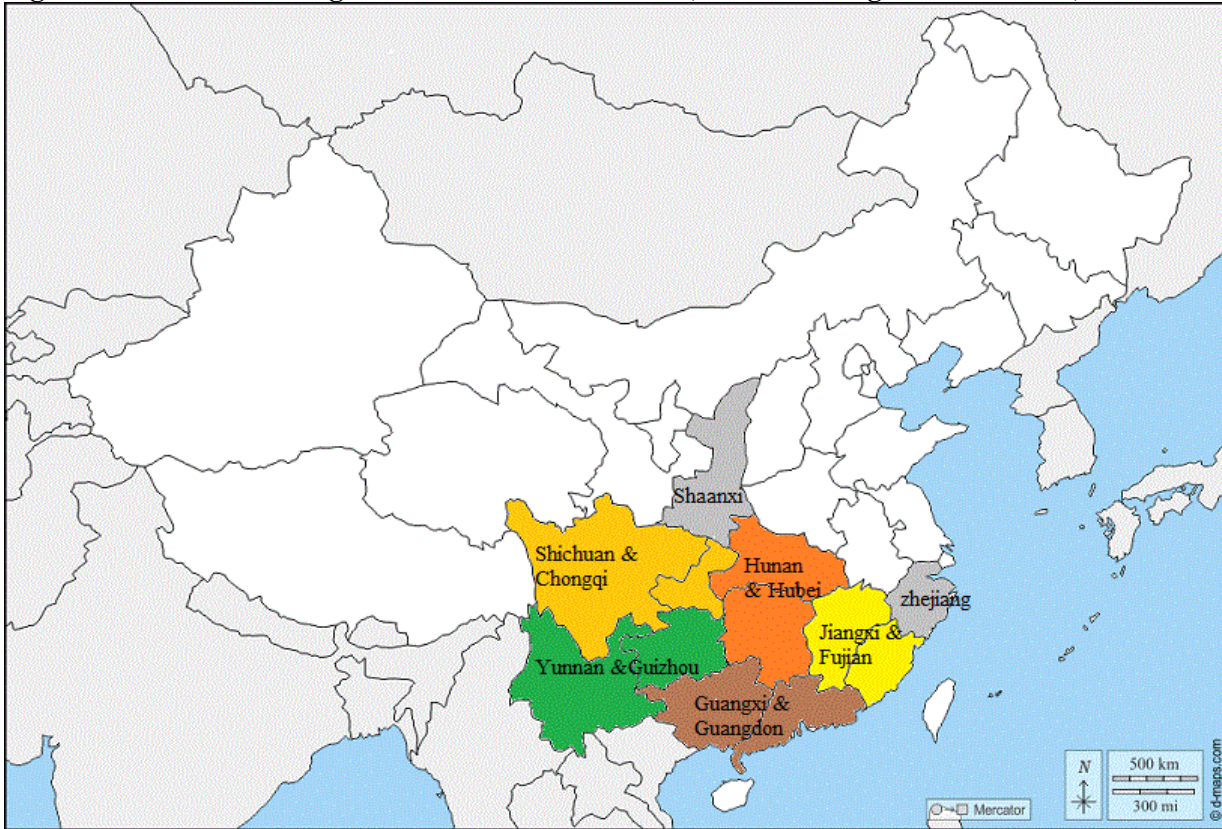 Shaanxi
Shichuan &
Chongqi
Hunan
& Hubei
zhejiang
Jiangxi &
Fujian
Yunnan &Guizhou
Guangxi &
Guangdon
N
500 km
300 mi
Mercator
© d-maps.com